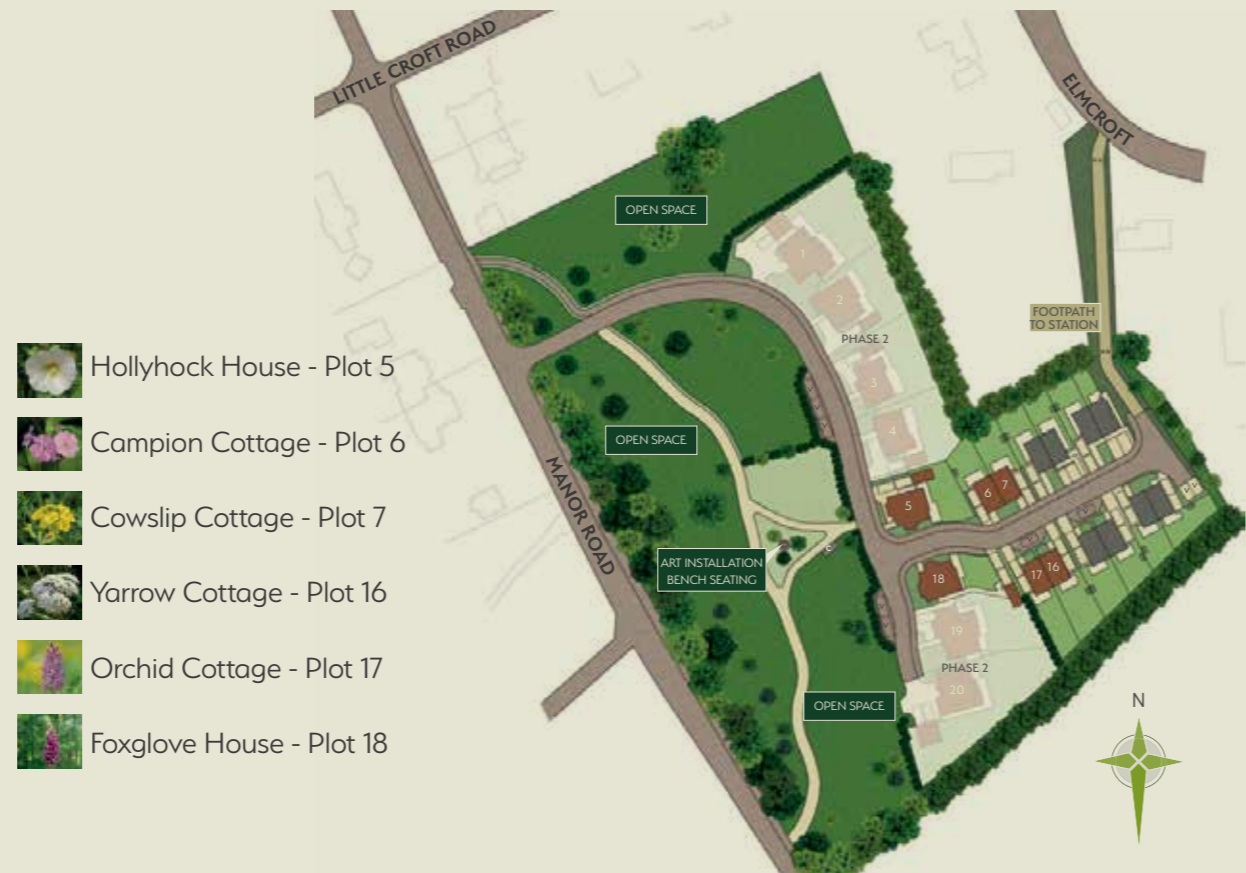 LITTLE CROFT ROAD
ELMCROFT
OPEN SPACE
1
2
FOOTPATH
TO STATION
PHASE 2
3
4
Hollyhock House - Plot 5
Campion Cottage - Plot 6
Cowslip Cottage - Plot 7
Yarrow Cottage - Plot 16
Orchid Cottage - Plot 17
Foxglove House - Plot 18
OPEN SPACE
MANOR ROAD
5
6
7
ART INSTALLATION
BENCH SEATING
18
17
16
19
PHASE 2
20
OPEN SPACE
N